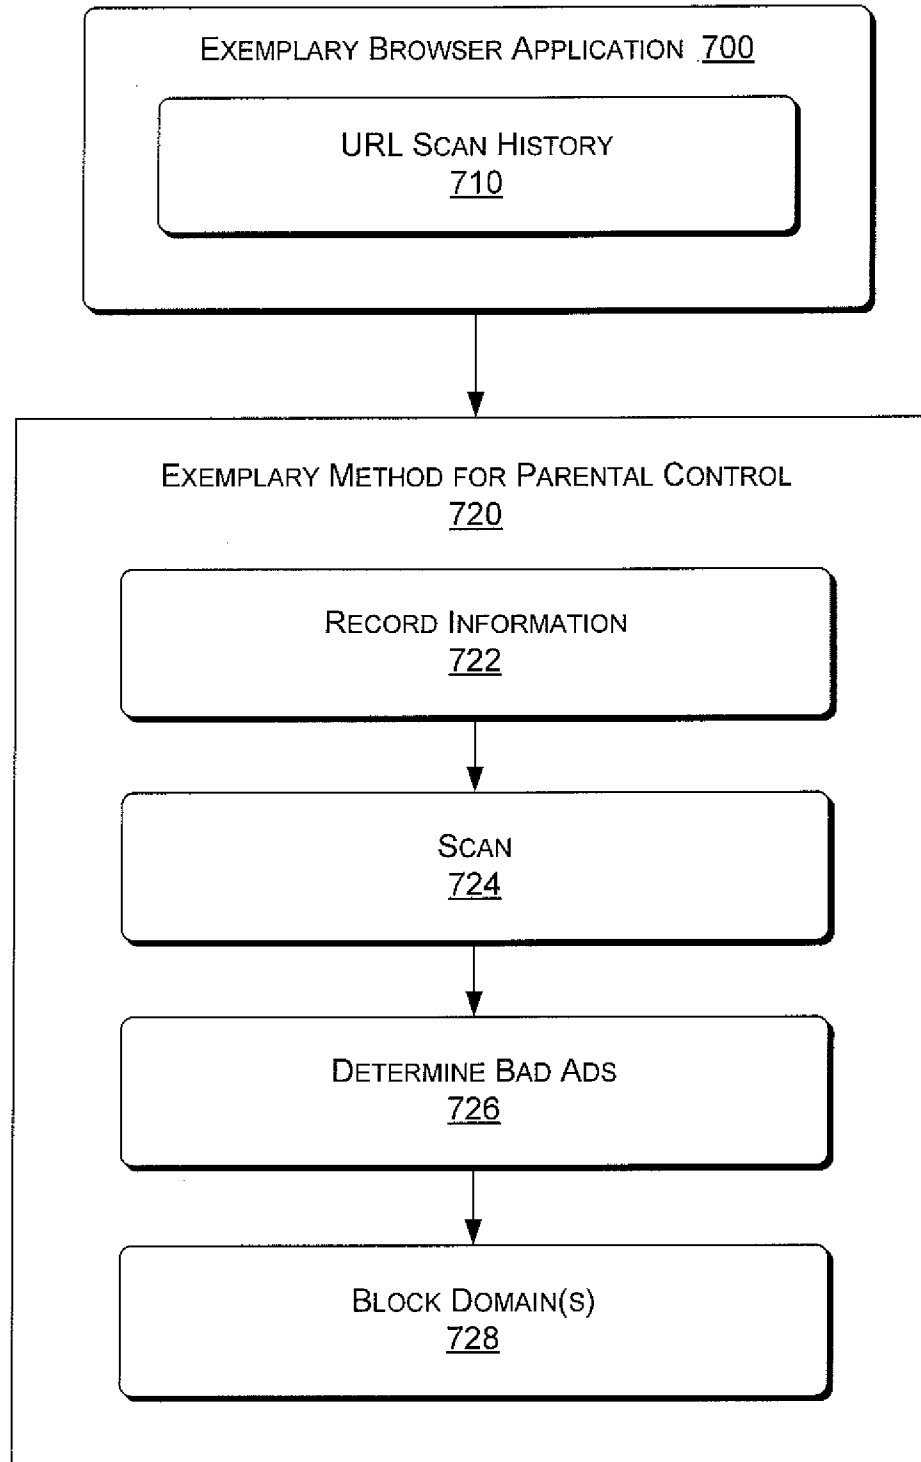 EXEMPLARY BROWSER APPLICATION 700
URL SCAN HISTORY
710
EXEMPLARY METHOD FOR PARENTAL CONTROL
720
RECORD INFORMATION
722
SCAN
724
DETERMINE BAD ADS
726
BLOCK DOMAIN(S)
728